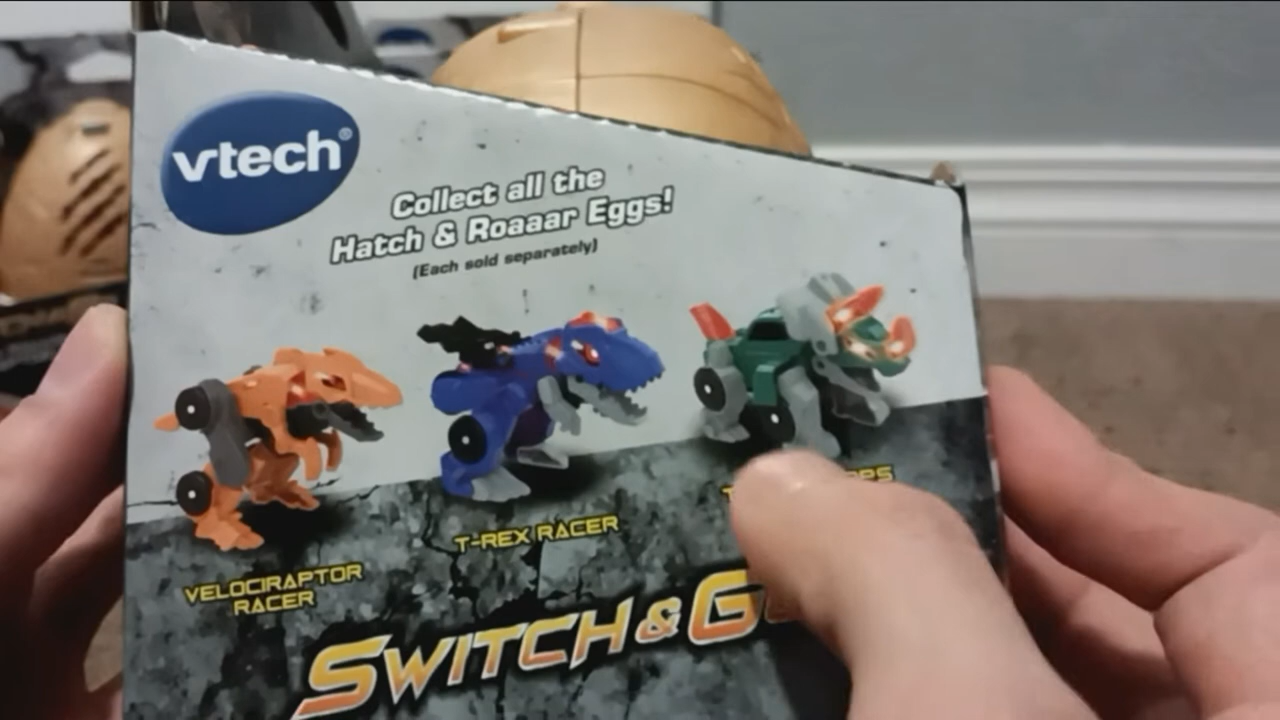 vtech®
Collect all the
Hatch & Roaaar Eggs!
(Each sold separately)
T-REX RACER
VELOCIRAPTOR
RACER
SWITCH & G